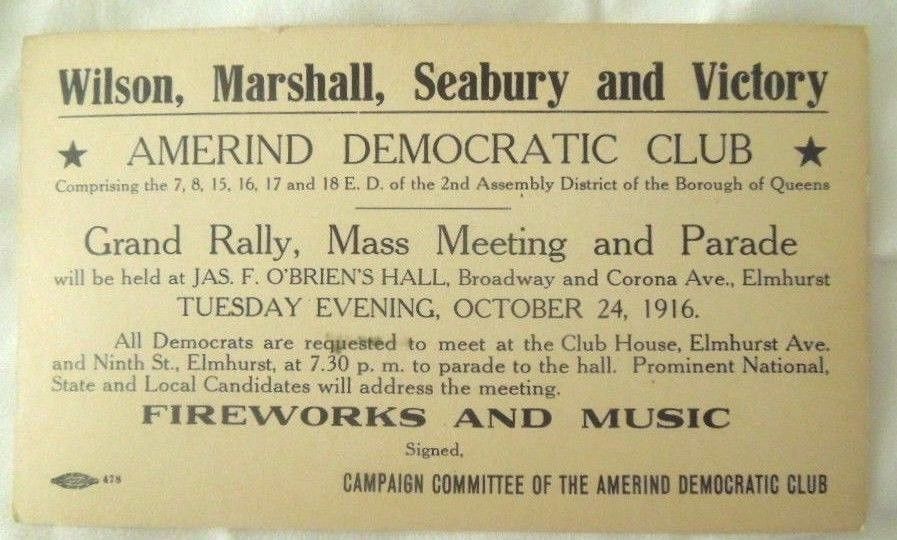 Wilson, Marshall, Seabury and Victory
★ AMERIND DEMOCRATIC CLUB ★
Comprising the 7, 8, 15, 16, 17 and 18 E. D. of the 2nd Assembly District of the Borough of Queens
Grand Rally, Mass Meeting and Parade
will be held at JAS. F. O'BRIEN'S HALL, Broadway and Corona Ave., Elmhurst
TUESDAY EVENING, OCTOBER 24, 1916.
All Democrats are requested to meet at the Club House, Elmhurst Ave.
and Ninth St., Elmhurst, at 7.30 p. m. to parade to the hall. Prominent National,
State and Local Candidates will address the meeting.
FIREWORKS AND MUSIC
Signed,
478
CAMPAIGN COMMITTEE OF THE AMERIND DEMOCRATIC CLUB